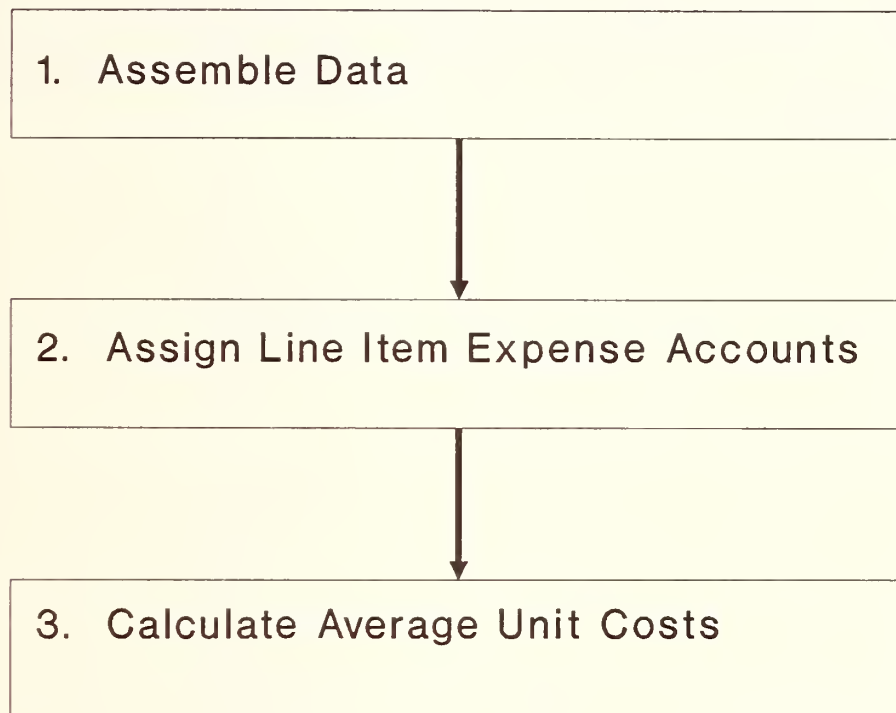 1. Assemble Data
2. Assign Line Item Expense Accounts
3. Calculate Average Unit Costs